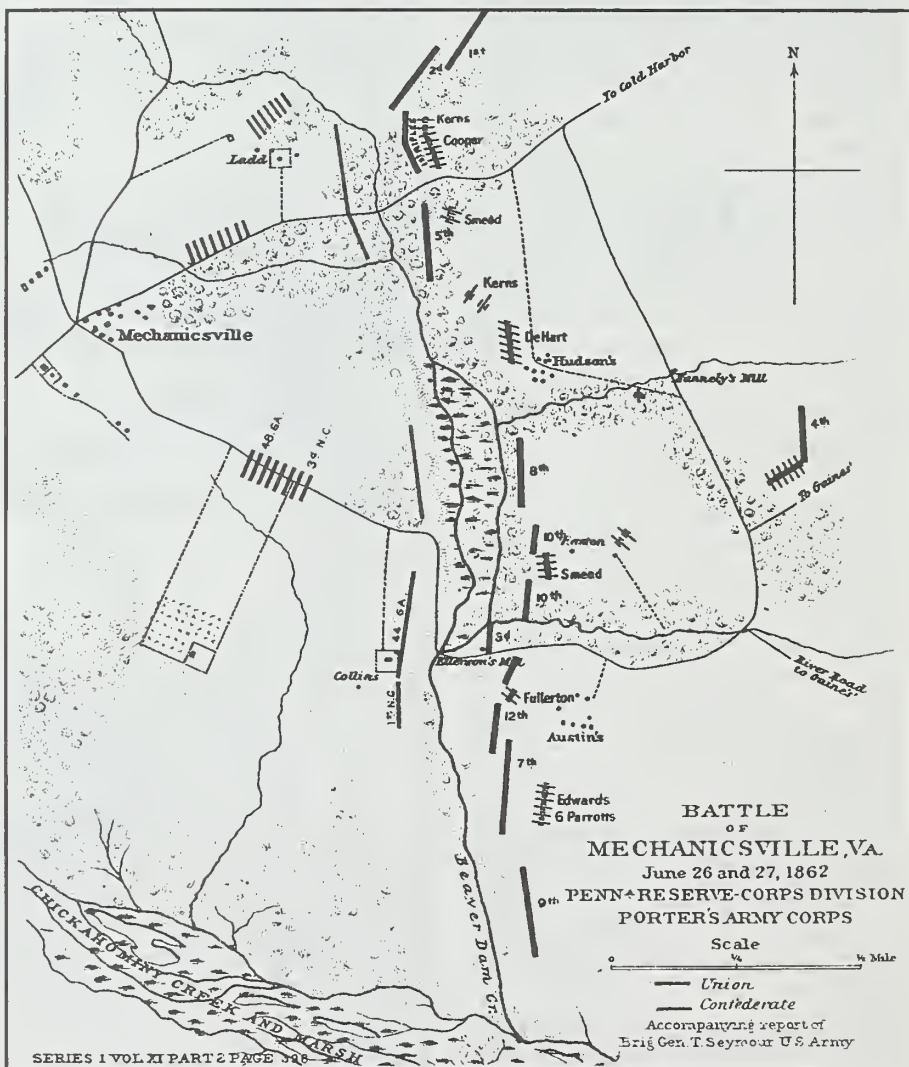 1st
2d
To Cold Harbor
N
Kerns
Cooper
Ladd
Smead
5th
Kerns
Mechanicsville
DeHart
Hudson's
Mill
48 GA.
3d N.C.
4th
To Gaines'
8th
10th
Smead
10th
44 GA.
3d
Collins
Ellerson's Mill
River Road
to Gaine's
1st N.C.
Fullerton
12th
Austin's
7th
Edwards
6 Parrotts
9th
Beaver Dam Cr.
CHICKAHOMINY CREEK AND MARSH
BATTLE
OF
MECHANICSVILLE, VA.
June 26 and 27, 1862
PENNA RESERVE-CORPS DIVISION
PORTER'S ARMY CORPS
Scale
0 1/4 1/2 Mile
Union
Confederate
Accompanying report of
Brig Gen. T. Seymour U S Army
SERIES 1 VOL XI PART 2 PAGE 398